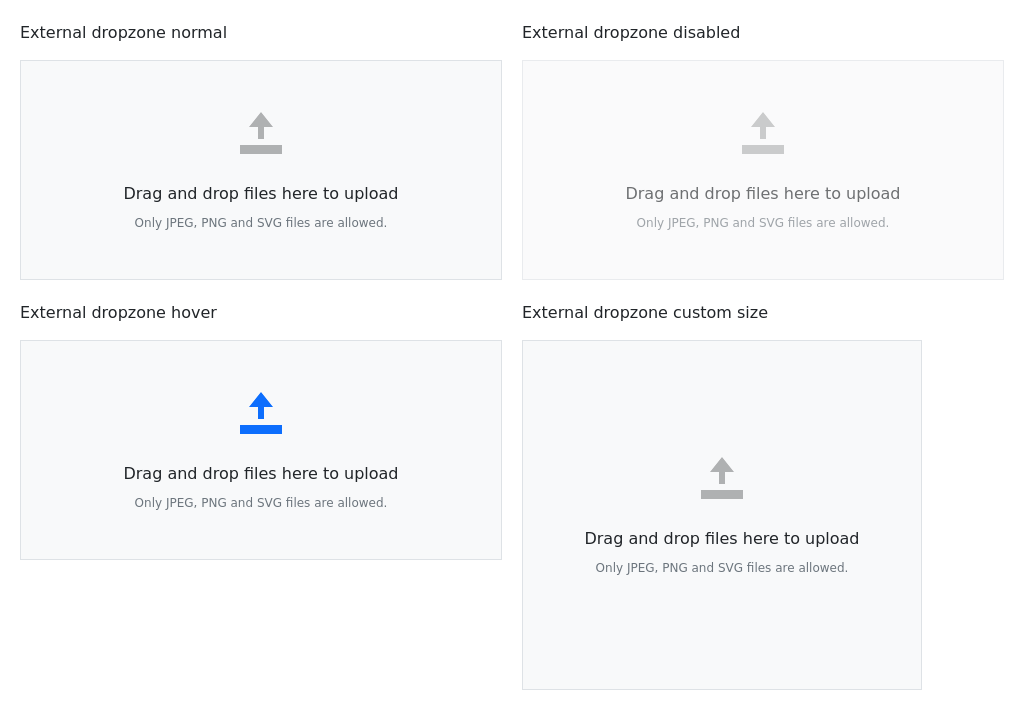 External dropzone normal
Drag and drop files here to upload
Only JPEG, PNG and SVG files are allowed.
External dropzone disabled
Drag and drop files here to upload
Only JPEG, PNG and SVG files are allowed.
External dropzone hover
Drag and drop files here to upload
Only JPEG, PNG and SVG files are allowed.
External dropzone custom size
Drag and drop files here to upload
Only JPEG, PNG and SVG files are allowed.